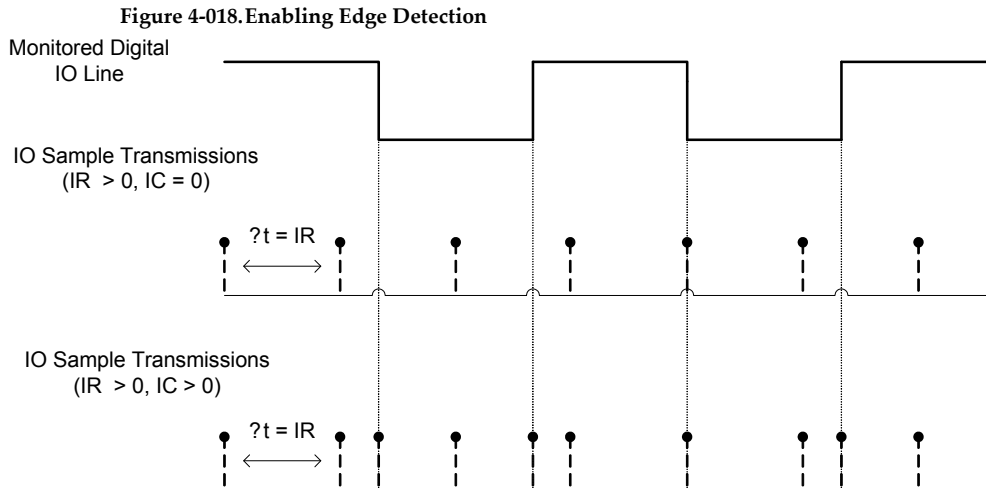 Figure 4-018.Enabling Edge Detection
Monitored Digital
IO Line
IO Sample Transmissions
(IR > 0, IC = 0)
?t = IR
IO Sample Transmissions
(IR > 0, IC > 0)
?t = IR